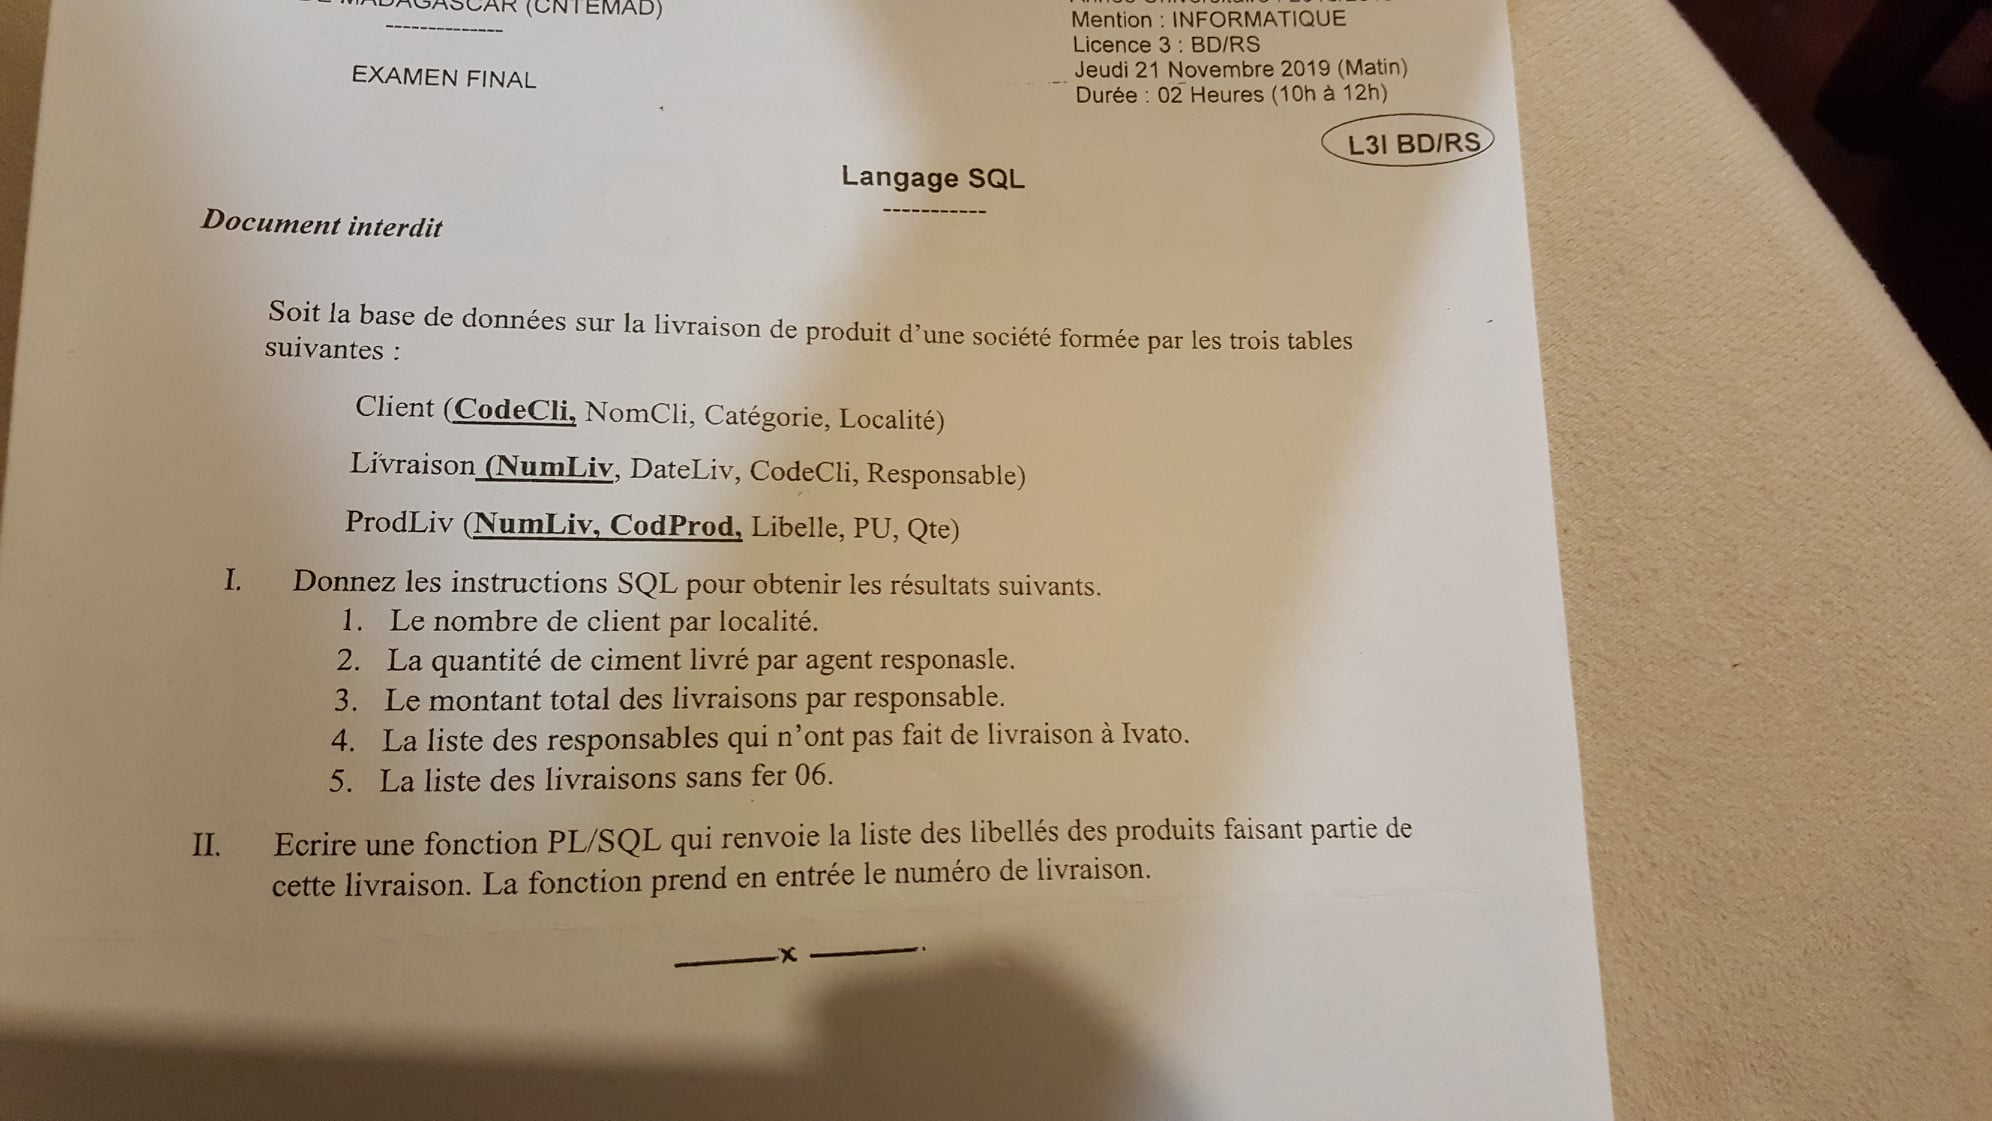 MADAGASCAR (CNTEMAD)
--------------
EXAMEN FINAL
Mention : INFORMATIQUE
Licence 3 : BD/RS
Jeudi 21 Novembre 2019 (Matin)
Durée : 02 Heures (10h à 12h)
L3I BD/RS
Langage SQL
-----------
Document interdit
Soit la base de données sur la livraison de produit d'une société formée par les trois tables
suivantes :
Client (CodeCli, NomCli, Catégorie, Localité)
Livraison (NumLiv, DateLiv, CodeCli, Responsable)
ProdLiv (NumLiv, CodProd, Libelle, PU, Qte)
I. Donnez les instructions SQL pour obtenir les résultats suivants.
1. Le nombre de client par localité.
2. La quantité de ciment livré par agent responasle.
3. Le montant total des livraisons par responsable.
4. La liste des responsables qui n'ont pas fait de livraison à Ivato.
5. La liste des livraisons sans fer 06.
II. Ecrire une fonction PL/SQL qui renvoie la liste des libellés des produits faisant partie de
cette livraison. La fonction prend en entrée le numéro de livraison.
x